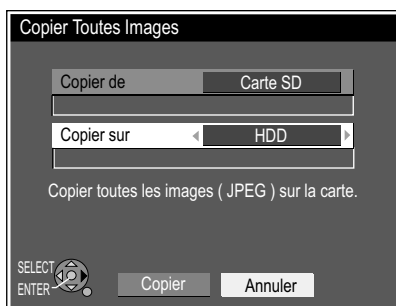 Copier Toutes Images
Copier de Carte SD
Copier sur HDD
Copier toutes les images ( JPEG ) sur la carte.
SELECT
ENTER Copier Annuler